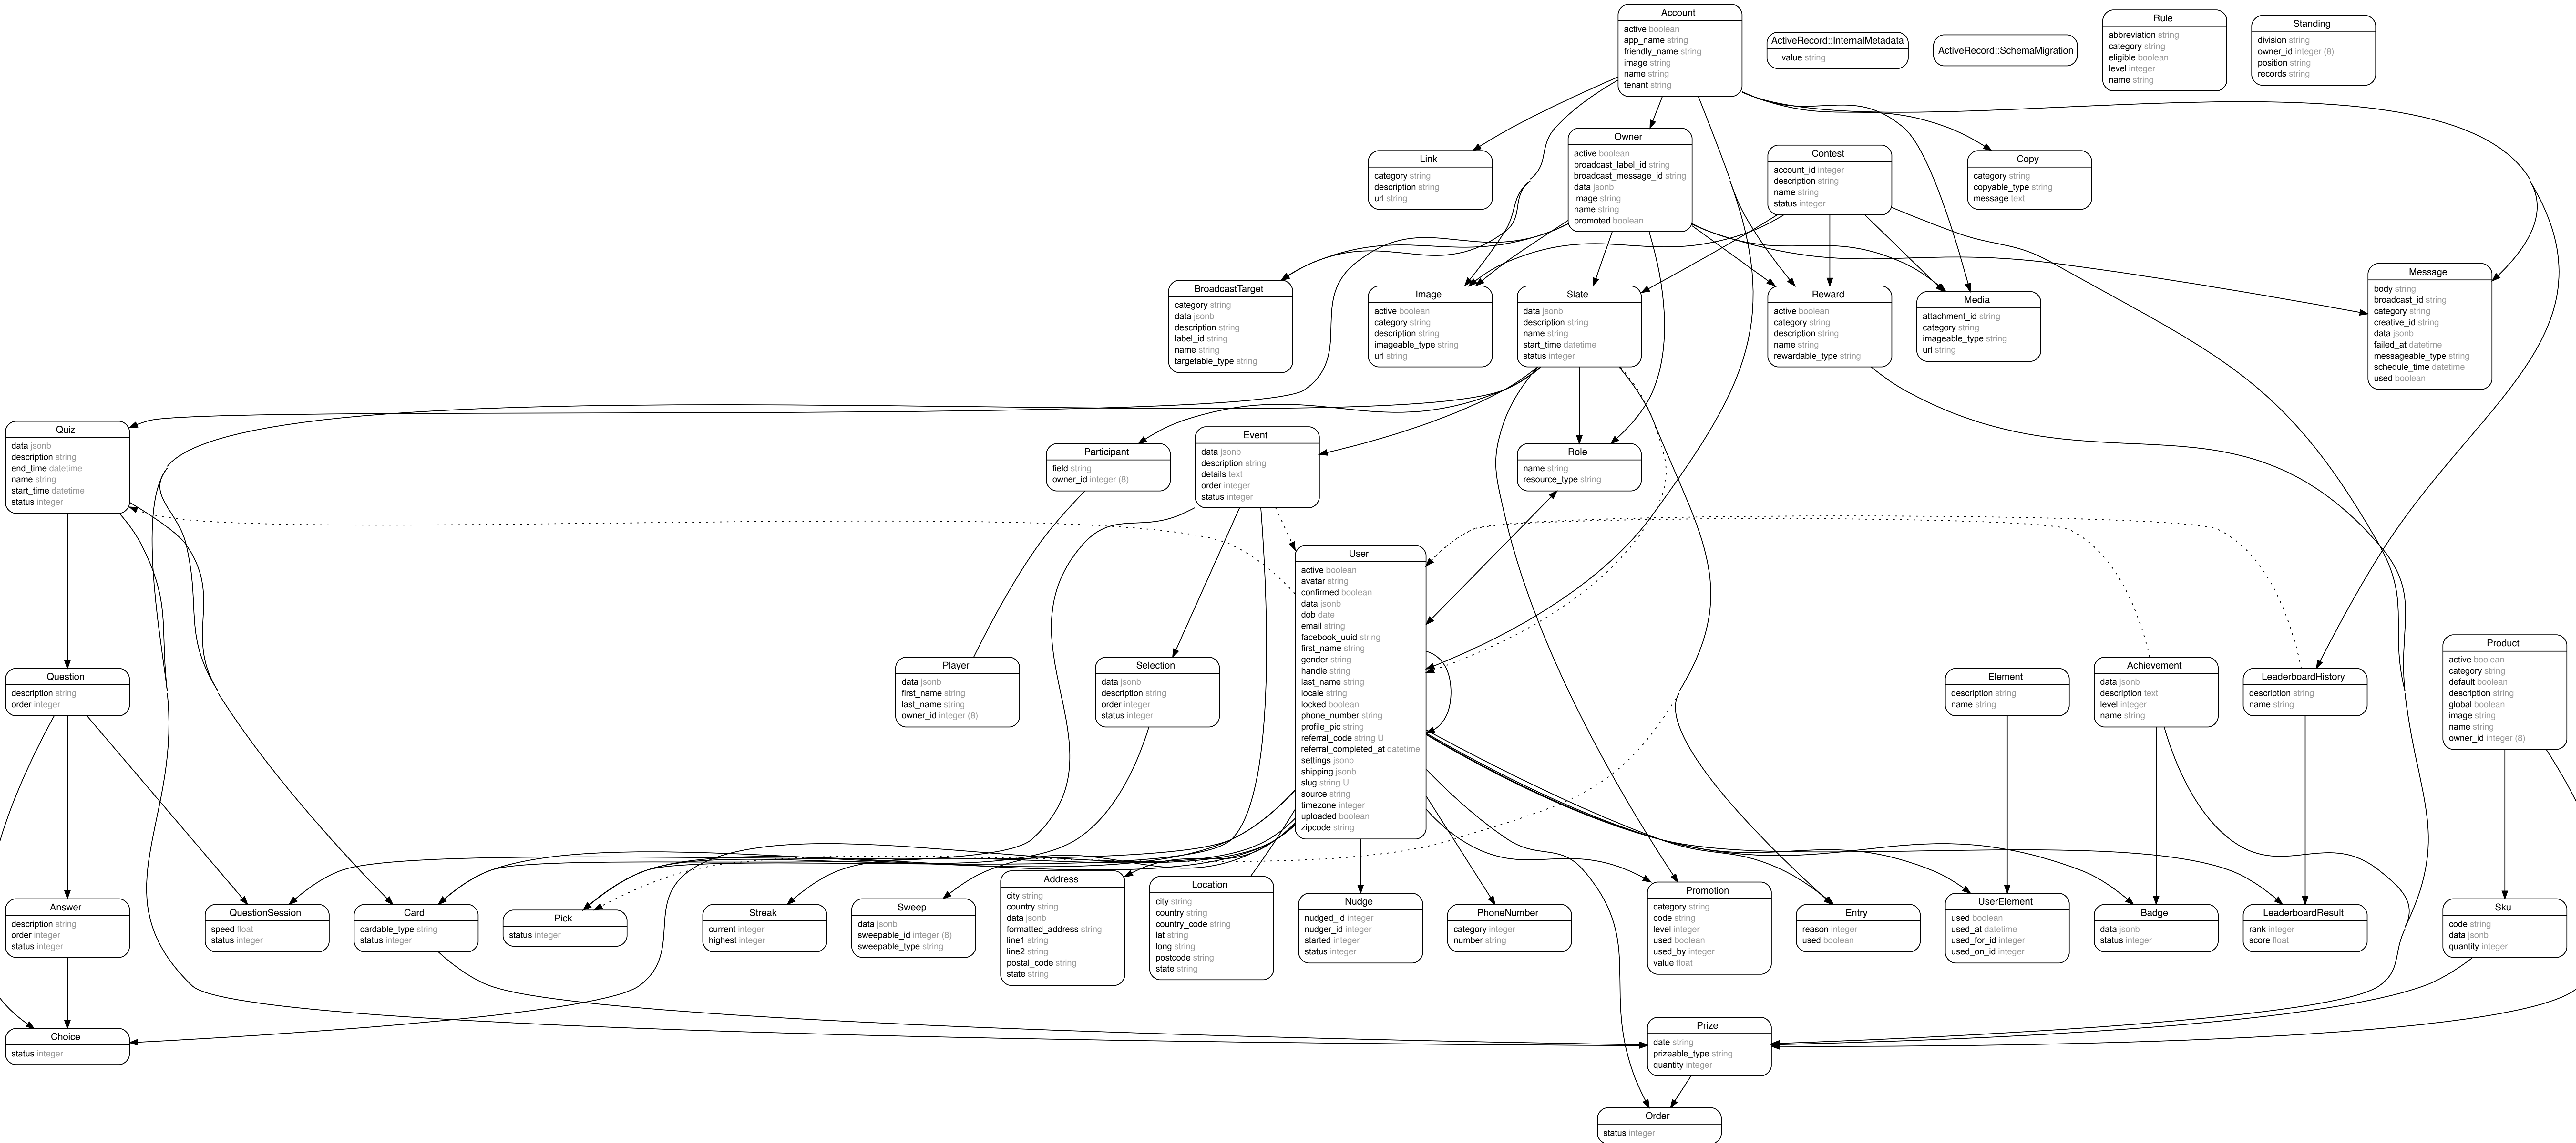 Account
active boolean
app_name string
friendly_name string
image string
name string
tenant string
ActiveRecord::InternalMetadata
value string
ActiveRecord::SchemaMigration
Rule
abbreviation string
category string
eligible boolean
level integer
name string
Standing
division string
owner_id integer (8)
position string
records string
Link
category string
description string
url string
Owner
active boolean
broadcast_label_id string
broadcast_message_id string
data jsonb
image string
name string
promoted boolean
Contest
account_id integer
description string
name string
status integer
Copy
category string
copyable_type string
message text
BroadcastTarget
category string
data jsonb
description string
label_id string
name string
targetable_type string
Image
active boolean
category string
description string
imageable_type string
url string
Slate
data jsonb
description string
name string
start_time datetime
status integer
Reward
active boolean
category string
description string
name string
rewardable_type string
Media
attachment_id string
category string
imageable_type string
url string
Message
body string
broadcast_id string
category string
creative_id string
data jsonb
failed_at datetime
messageable_type string
schedule_time datetime
used boolean
Quiz
data jsonb
description string
end_time datetime
name string
start_time datetime
status integer
Participant
field string
owner_id integer (8)
Event
data jsonb
description string
details text
order integer
status integer
Role
name string
resource_type string
User
active boolean
avatar string
confirmed boolean
data jsonb
dob date
email string
facebook_uuid string
first_name string
gender string
handle string
last_name string
locale string
locked boolean
phone_number string
profile_pic string
referral_code string U
referral_completed_at datetime
settings jsonb
shipping jsonb
slug string U
source string
timezone integer
uploaded boolean
zipcode string
Question
description string
order integer
Player
data jsonb
first_name string
last_name string
owner_id integer (8)
Selection
data jsonb
description string
order integer
status integer
Element
description string
name string
Achievement
data jsonb
description text
level integer
name string
LeaderboardHistory
description string
name string
Product
active boolean
category string
default boolean
description string
global boolean
image string
name string
owner_id integer (8)
Answer
description string
order integer
status integer
QuestionSession
speed float
status integer
Card
cardable_type string
status integer
Pick
status integer
Streak
current integer
highest integer
Sweep
data jsonb
sweepable_id integer (8)
sweepable_type string
Address
city string
country string
data jsonb
formatted_address string
line1 string
line2 string
postal_code string
state string
Location
city string
country string
country_code string
lat string
long string
postcode string
state string
Nudge
nudged_id integer
nudger_id integer
started integer
status integer
PhoneNumber
category integer
number string
Promotion
category string
code string
level integer
used boolean
used_by integer
value float
Entry
reason integer
used boolean
UserElement
used boolean
used_at datetime
used_for_id integer
used_on_id integer
Badge
data jsonb
status integer
LeaderboardResult
rank integer
score float
Sku
code string
data jsonb
quantity integer
Choice
status integer
Prize
date string
prizeable_type string
quantity integer
Order
status integer